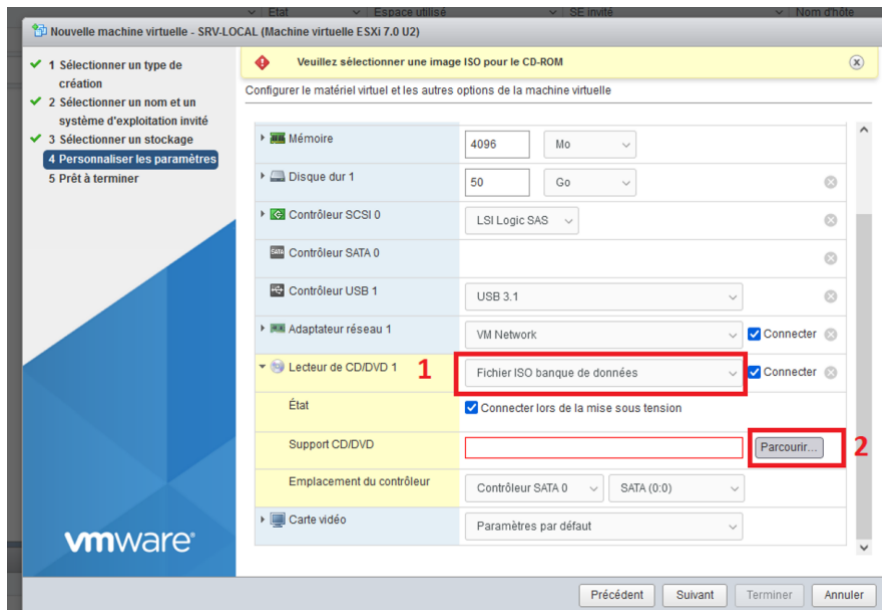 Etat
Espace utilisé
SE invité
Nom d'hôte
Nouvelle machine virtuelle - SRV-LOCAL (Machine virtuelle ESXi 7.0 U2)
1 Sélectionner un type de
création
2 Sélectionner un nom et un
système d'exploitation invité
3 Sélectionner un stockage
4 Personnaliser les paramètres
5 Prêt à terminer
vmware
Veuillez sélectionner une image ISO pour le CD-ROM
Configurer le matériel virtuel et les autres options de la machine virtuelle
Mémoire 4096 Mo
Disque dur 1 50 Go
Contrôleur SCSI 0 LSI Logic SAS
Contrôleur SATA 0
Contrôleur USB 1 USB 3.1
Adaptateur réseau 1 VM Network Connecter
Lecteur de CD/DVD 1 1 Fichier ISO banque de données Connecter
État Connecter lors de la mise sous tension
Support CD/DVD Parcourir... 2
Emplacement du contrôleur Contrôleur SATA 0 SATA (0:0)
Carte vidéo Paramètres par défaut
Précédent Suivant Terminer Annuler